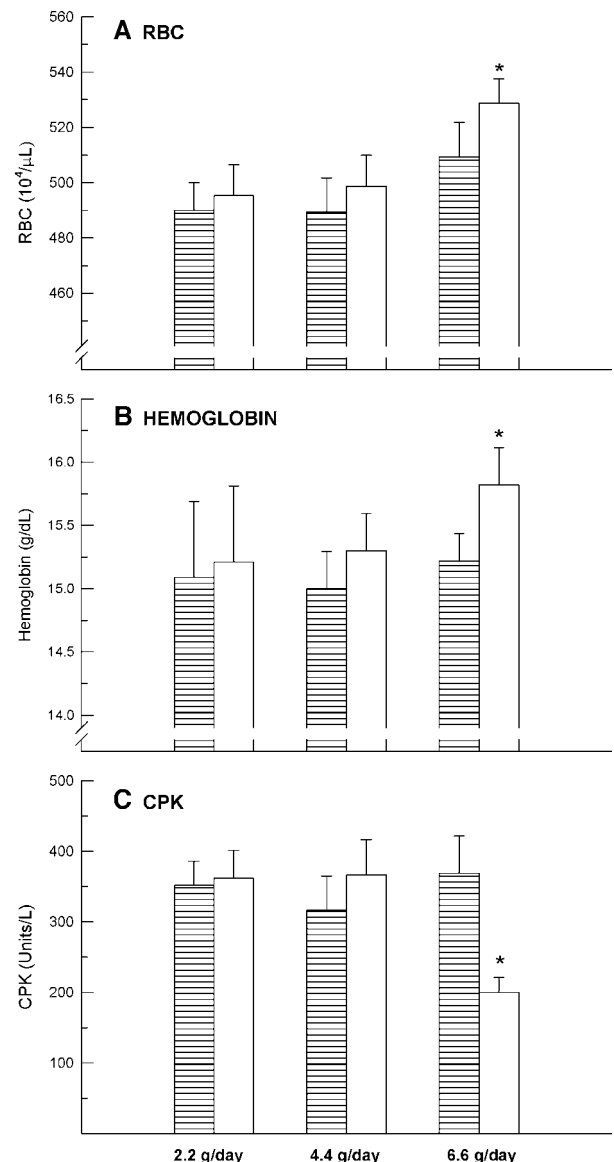 A RBC
560
540
520
500
480
460
RBC (10⁴/μL)
*
B HEMOGLOBIN
16.5
16.0
15.5
15.0
14.5
14.0
Hemoglobin (g/dL)
*
C CPK
500
400
300
200
100
CPK (Units/L)
*
2.2 g/day 4.4 g/day 6.6 g/day